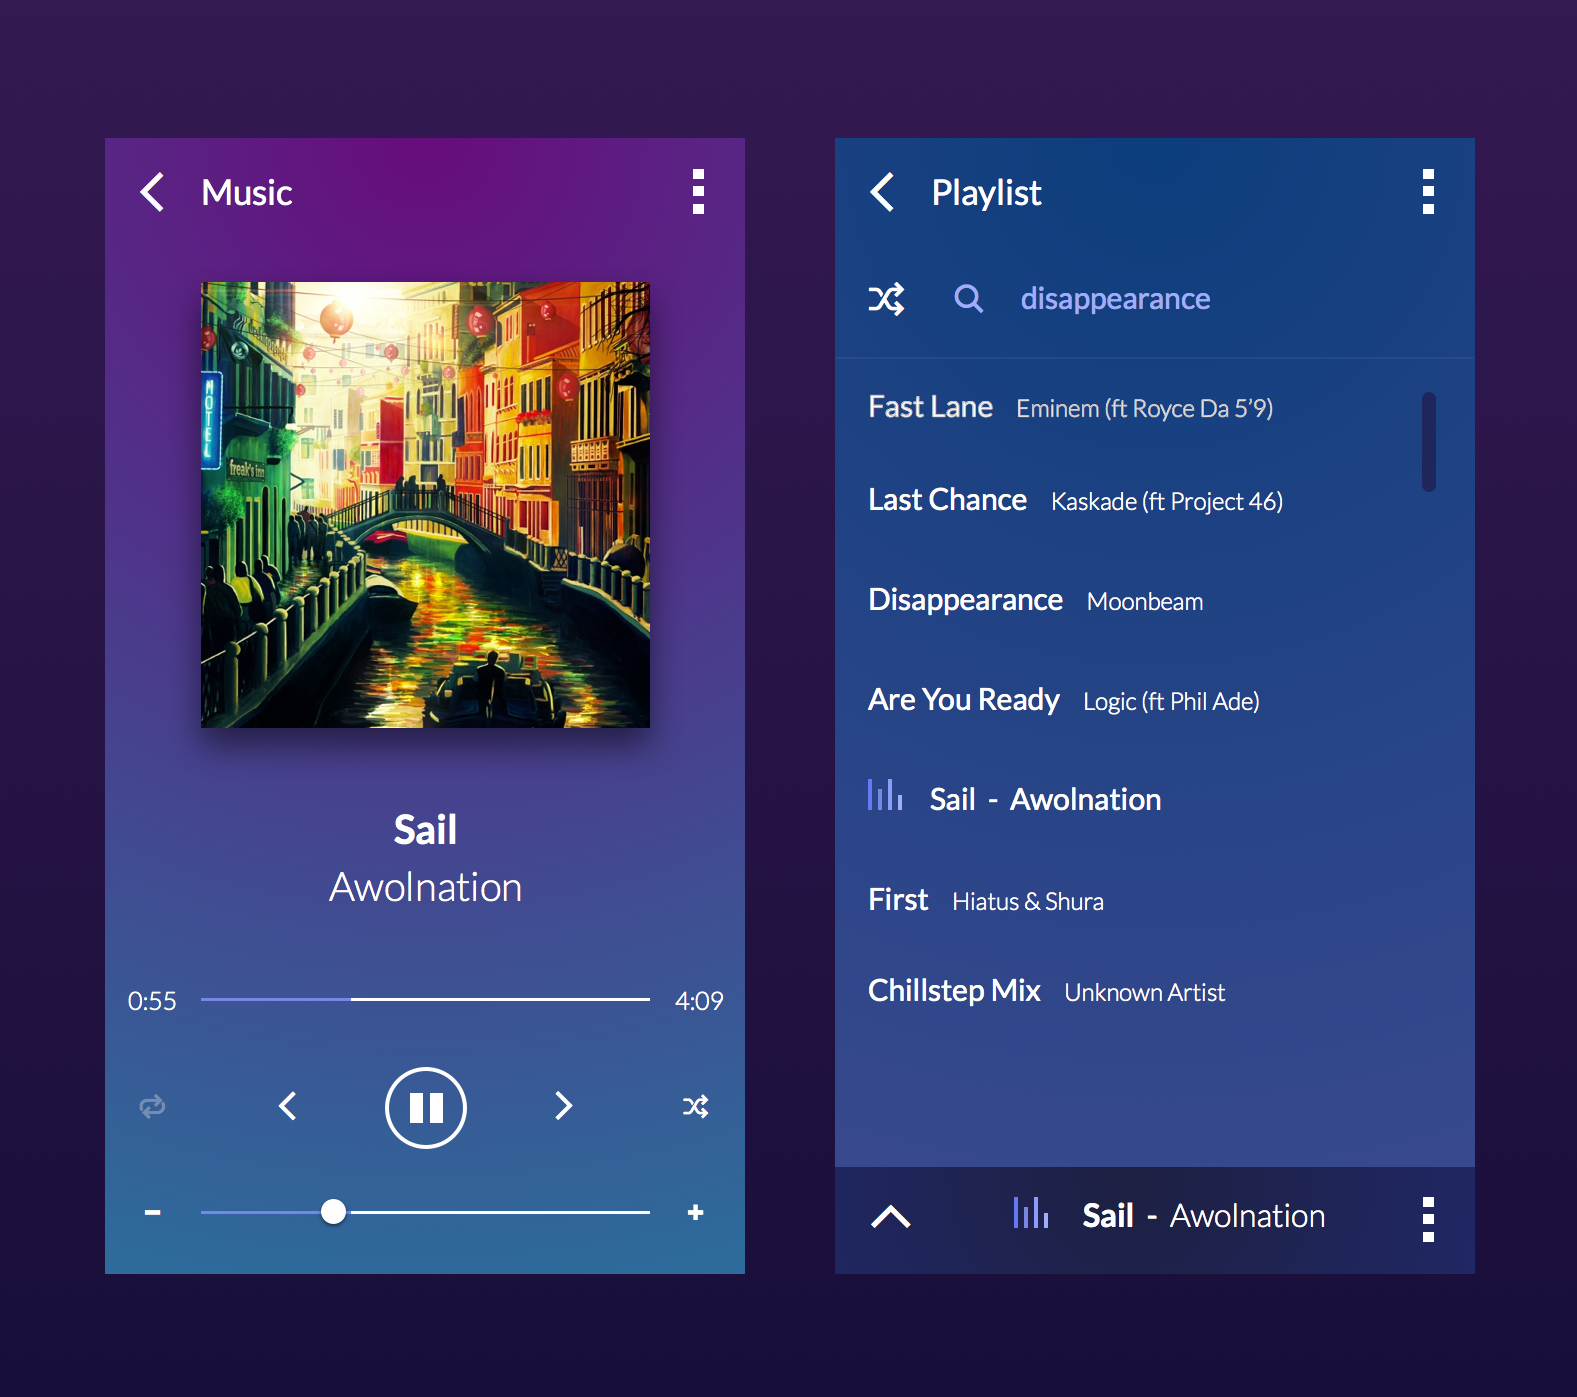 Music
MOTEL
freak's inn
Sail
Awolnation
0:55 4:09
Playlist
disappearance
Fast Lane Eminem (ft Royce Da 5'9)
Last Chance Kaskade (ft Project 46)
Disappearance Moonbeam
Are You Ready Logic (ft Phil Ade)
Sail - Awolnation
First Hiatus & Shura
Chillstep Mix Unknown Artist
Sail - Awolnation